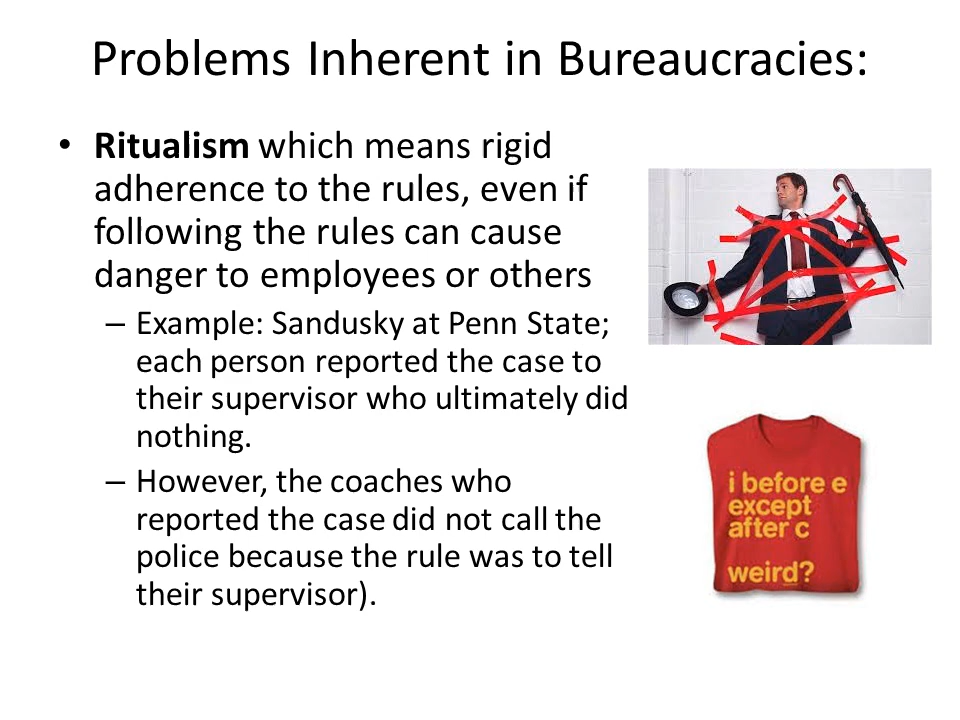 Problems Inherent in Bureaucracies:
• Ritualism which means rigid
adherence to the rules, even if
following the rules can cause
danger to employees or others
– Example: Sandusky at Penn State;
each person reported the case to
their supervisor who ultimately did
nothing.
– However, the coaches who
reported the case did not call the
police because the rule was to tell
their supervisor).
i before e
except
after c
weird?